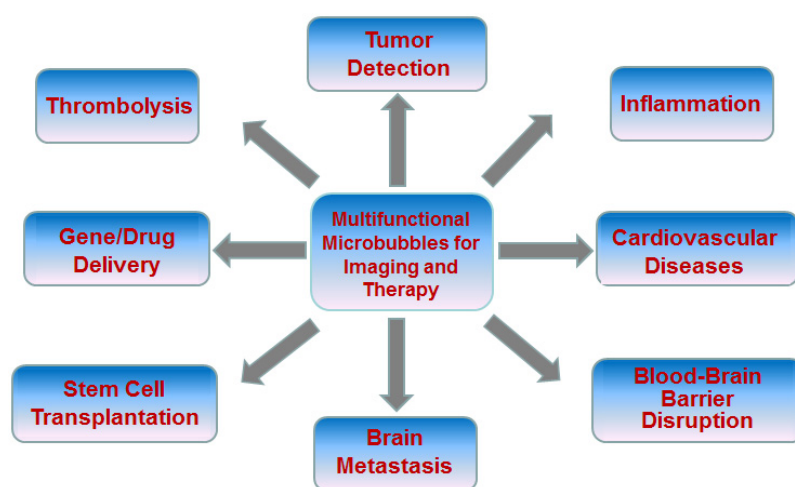 Tumor
Detection
Thrombolysis
Inflammation
Multifunctional
Microbubbles for
Imaging and
Therapy
Gene/Drug
Delivery
Cardiovascular
Diseases
Stem Cell
Transplantation
Blood-Brain
Barrier
Disruption
Brain
Metastasis